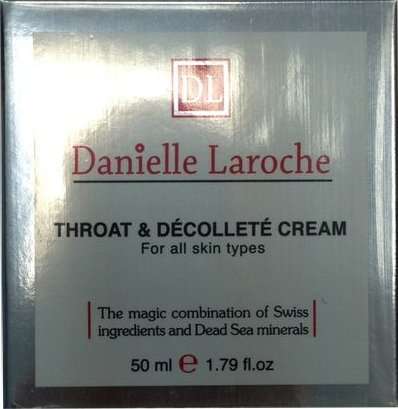 DL
Danielle Laroche
THROAT & DÉCOLLETÉ CREAM
For all skin types
The magic combination of Swiss
ingredients and Dead Sea minerals
50 ml ℮ 1.79 fl.oz